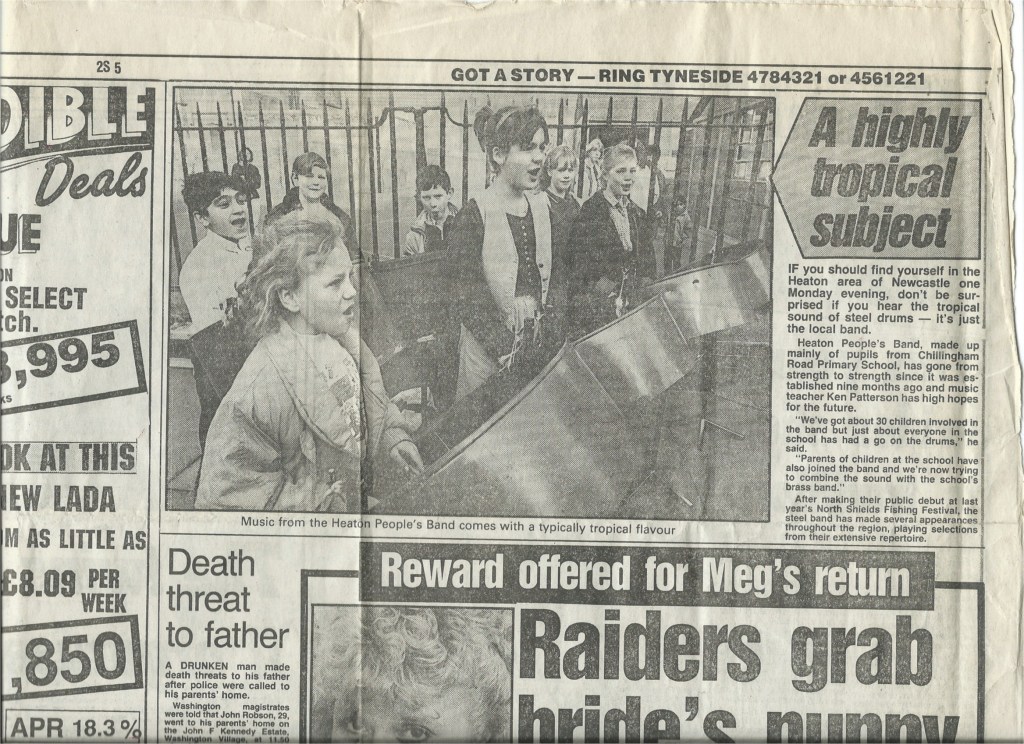 2S 5
GOT A STORY — RING TYNESIDE 4784321 or 4561221
DIBLE
Deals
UE
ON
SELECT
tch.
3,995
KS
OK AT THIS
NEW LADA
OM AS LITTLE AS
£8.09 PER WEEK
,850
APR 18.3%
A highly
tropical
subject
IF you should find yourself in the
Heaton area of Newcastle one
Monday evening, don't be sur-
prised if you hear the tropical
sound of steel drums — it's just
the local band.
Heaton People's Band, made up
mainly of pupils from Chillingham
Road Primary School, has gone from
strength to strength since it was es-
tablished nine months ago and music
teacher Ken Patterson has high hopes
for the future.
"We've got about 30 children involved in
the band but just about everyone in the
school has had a go on the drums," he
said.
"Parents of children at the school have
also joined the band and we're now trying
to combine the sound with the school's
brass band."
After making their public debut at last
year's North Shields Fishing Festival, the
steel band has made several appearances
throughout the region, playing selections
from their extensive repertoire.
Music from the Heaton People's Band comes with a typically tropical flavour
Death
threat
to father
A DRUNKEN man made
death threats to his father
after police were called to
his parents' home.
Washington magistrates
were told that John Robson, 29,
went to his parents' home on
the John F Kennedy Estate,
Washington Village, at 11.50
Reward offered for Meg's return
Raiders grab
bride's puppy